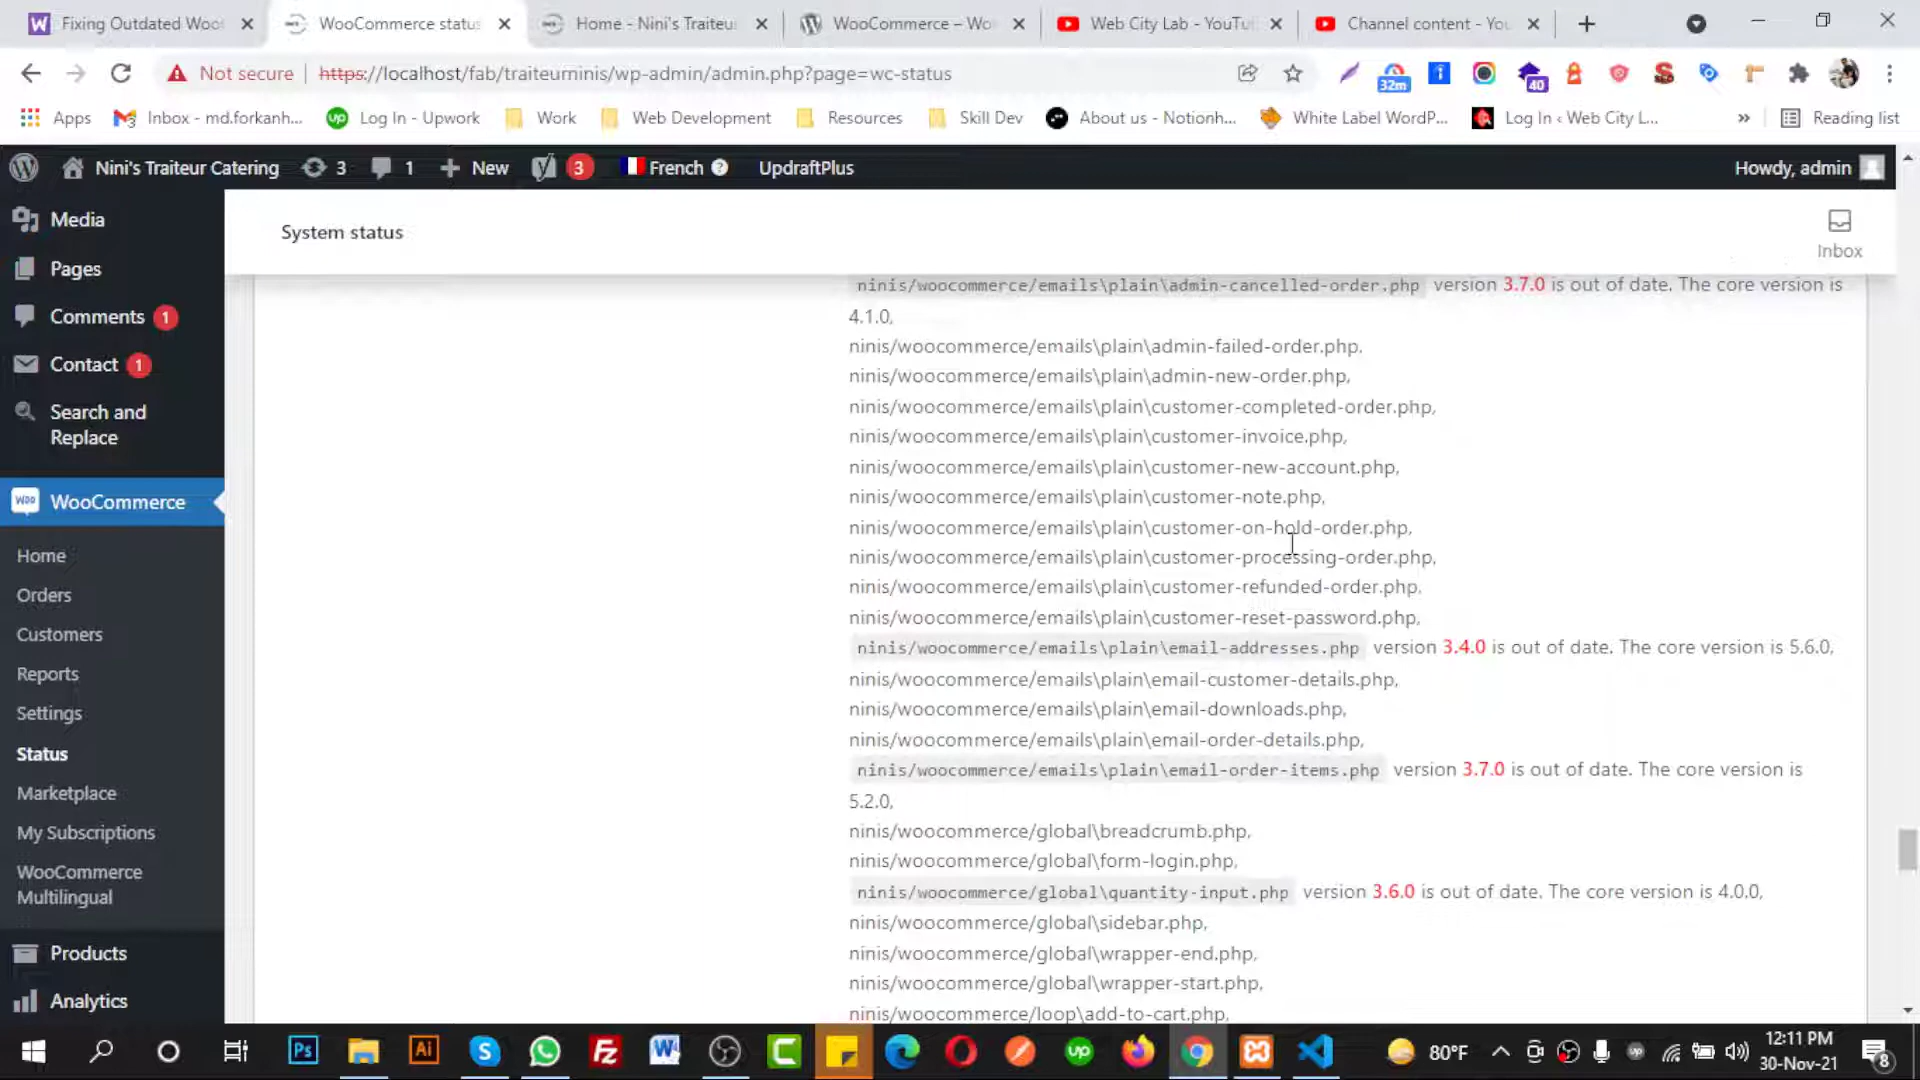 Fixing Outdated Woo
WooCommerce status
Home - Nini's Traiteu
WooCommerce – Wo
Web City Lab - YouTu
Channel content - You
Not secure
https://localhost/fab/traiteurninis/wp-admin/admin.php?page=wc-status
32m
40
Apps
Inbox - md.forkanh...
Log In - Upwork
Work
Web Development
Resources
Skill Dev
About us - Notionh...
White Label WordP...
Log In ‹ Web City L...
»
Reading list
Nini's Traiteur Catering
3
1
New
3
French
UpdraftPlus
Howdy, admin
Media
Pages
Comments 1
Contact 1
Search and
Replace
WooCommerce
Home
Orders
Customers
Reports
Settings
Status
Marketplace
My Subscriptions
WooCommerce
Multilingual
Products
Analytics
System status
Inbox
ninis/woocommerce/emails\plain\admin-cancelled-order.php version 3.7.0 is out of date. The core version is
4.1.0,
ninis/woocommerce/emails\plain\admin-failed-order.php,
ninis/woocommerce/emails\plain\admin-new-order.php,
ninis/woocommerce/emails\plain\customer-completed-order.php,
ninis/woocommerce/emails\plain\customer-invoice.php,
ninis/woocommerce/emails\plain\customer-new-account.php,
ninis/woocommerce/emails\plain\customer-note.php,
ninis/woocommerce/emails\plain\customer-on-hold-order.php,
ninis/woocommerce/emails\plain\customer-processing-order.php,
ninis/woocommerce/emails\plain\customer-refunded-order.php,
ninis/woocommerce/emails\plain\customer-reset-password.php,
ninis/woocommerce/emails\plain\email-addresses.php version 3.4.0 is out of date. The core version is 5.6.0,
ninis/woocommerce/emails\plain\email-customer-details.php,
ninis/woocommerce/emails\plain\email-downloads.php,
ninis/woocommerce/emails\plain\email-order-details.php,
ninis/woocommerce/emails\plain\email-order-items.php version 3.7.0 is out of date. The core version is
5.2.0,
ninis/woocommerce/global\breadcrumb.php,
ninis/woocommerce/global\form-login.php,
ninis/woocommerce/global\quantity-input.php version 3.6.0 is out of date. The core version is 4.0.0,
ninis/woocommerce/global\sidebar.php,
ninis/woocommerce/global\wrapper-end.php,
ninis/woocommerce/global\wrapper-start.php,
ninis/woocommerce/loop\add-to-cart.php,
80°F
12:11 PM
30-Nov-21
8